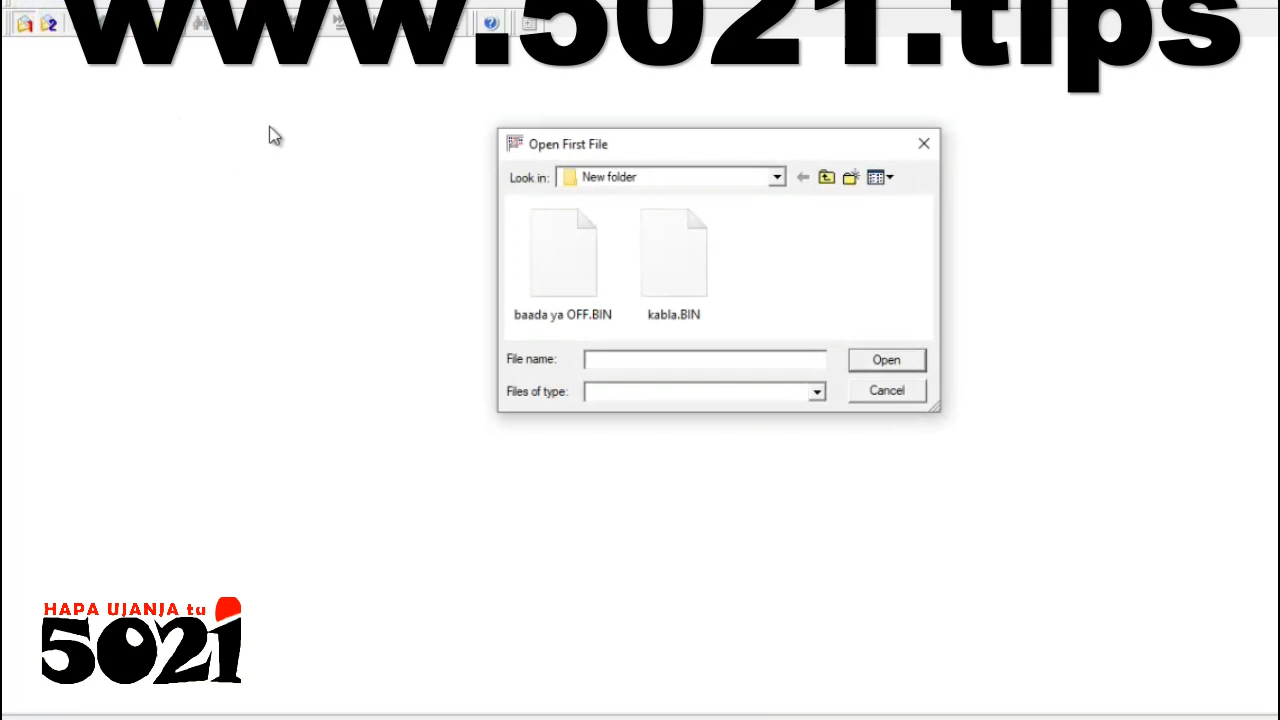 www.5021.tips
Open First File
Look in: New folder
baada ya OFF.BIN
kabla.BIN
File name:
Open
Files of type:
Cancel
HAPA UJANJA tu
5021